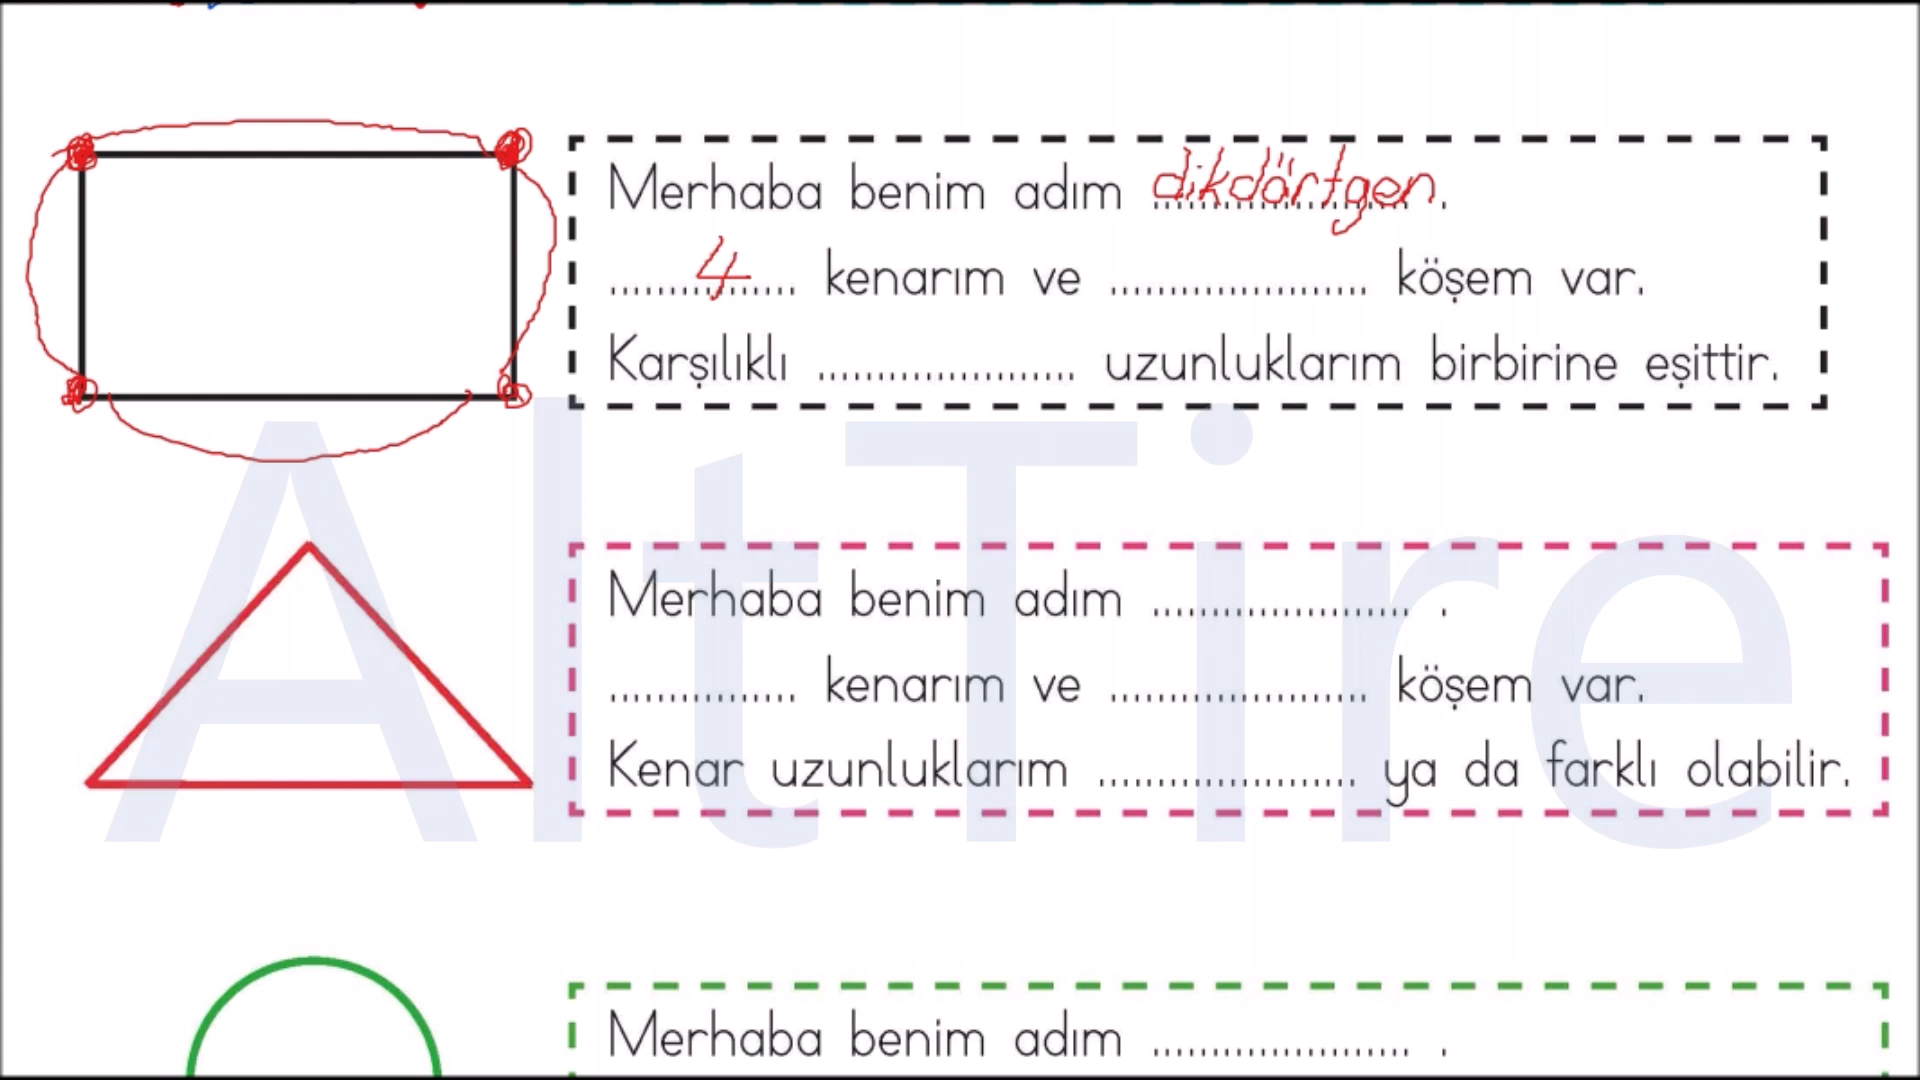 Merhaba benim adım dikdörtgen.
4 kenarım ve ...................... köşem var.
Karşılıklı ...................... uzunluklarım birbirine eşittir.
Merhaba benim adım ...................... .
................ kenarım ve ...................... köşem var.
Kenar uzunluklarım ...................... ya da farklı olabilir.
Merhaba benim adım ...................... .
AltTire